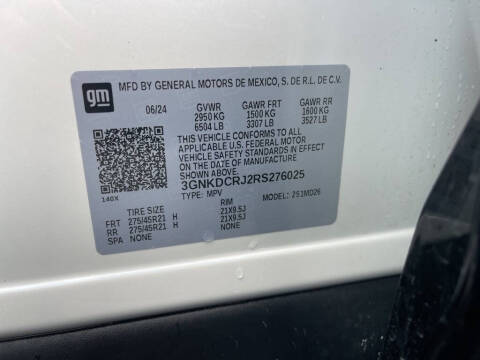 gm
MFD BY GENERAL MOTORS DE MEXICO, S. DE R.L. DE C.V.
06/24 GVWR GAWR FRT GAWR RR
2950 KG 1500 KG 1600 KG
6504 LB 3307 LB 3527 LB
THIS VEHICLE CONFORMS TO ALL
APPLICABLE U.S. FEDERAL MOTOR
VEHICLE SAFETY STANDARDS IN EFFECT
ON THE DATE OF MANUFACTURE
SHOWN ABOVE.
3GNKDCRJ2RS276025
140X
TYPE: MPV MODEL: 251MD26
TIRE SIZE RIM
FRT 275/45R21 H 21X9.5J
RR 275/45R21 H 21X9.5J
SPA NONE NONE